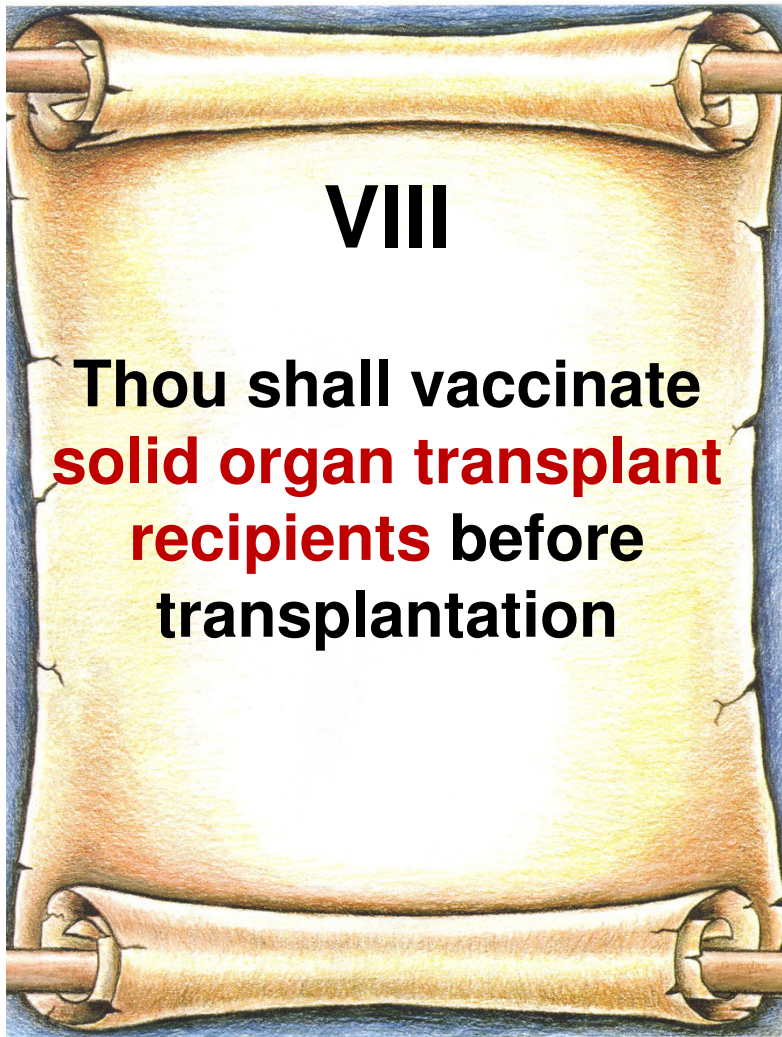 VIII
Thou shall vaccinate
solid organ transplant
recipients before
transplantation